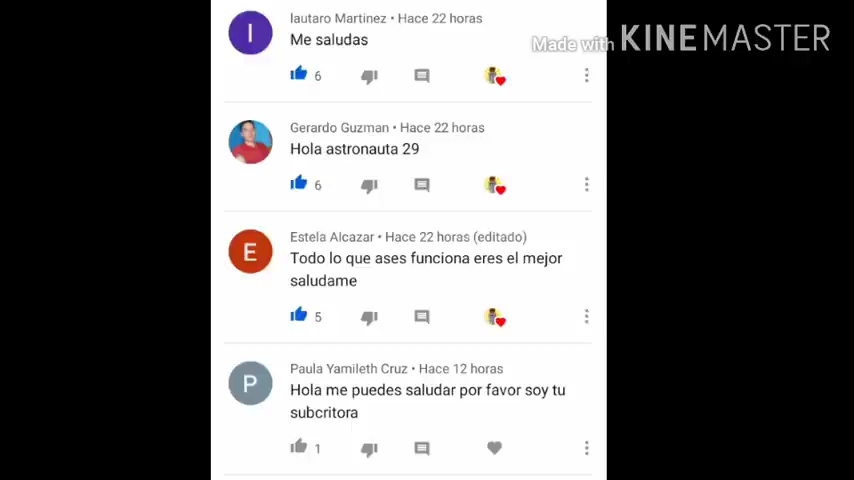 I
lautaro Martinez • Hace 22 horas
Me saludas
6
Made with KINEMASTER
Gerardo Guzman • Hace 22 horas
Hola astronauta 29
6
E
Estela Alcazar • Hace 22 horas (editado)
Todo lo que ases funciona eres el mejor
saludame
5
P
Paula Yamileth Cruz • Hace 12 horas
Hola me puedes saludar por favor soy tu
subcritora
1